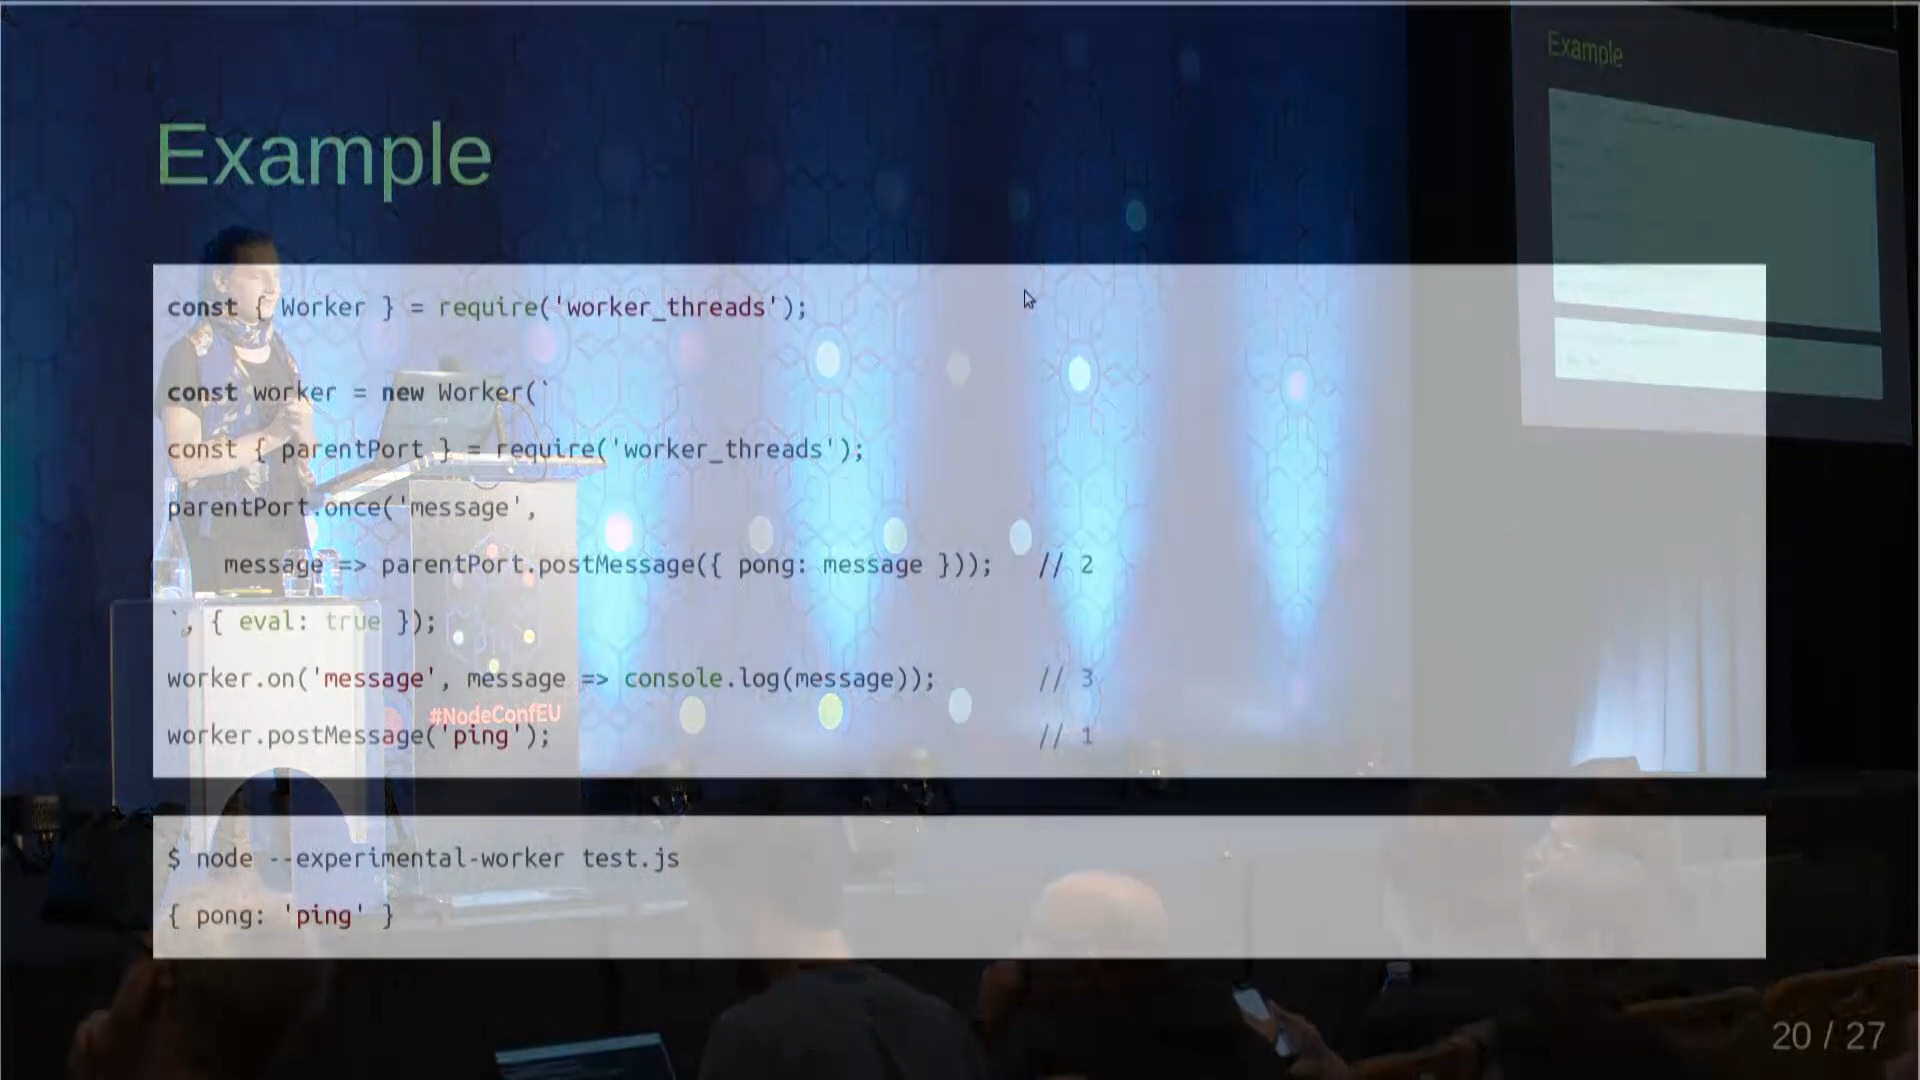 Example
Example
const { Worker } = require('worker_threads');
const worker = new Worker(`
const { parentPort } = require('worker_threads');
parentPort.once('message',
    message => parentPort.postMessage({ pong: message }));   // 2
`, { eval: true });
worker.on('message', message => console.log(message));       // 3
#NodeConfEU
worker.postMessage('ping');                                  // 1
$ node --experimental-worker test.js
{ pong: 'ping' }
20 / 27